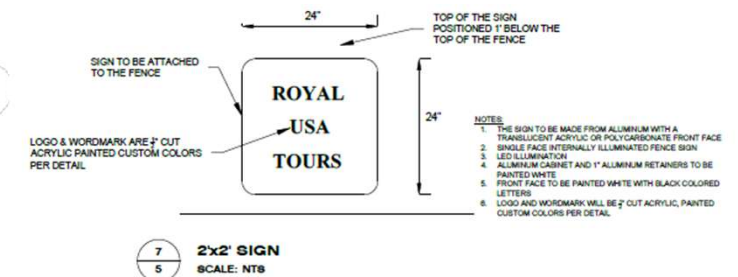 24"
TOP OF THE SIGN
POSITIONED 1' BELOW THE
TOP OF THE FENCE
SIGN TO BE ATTACHED
TO THE FENCE
ROYAL
USA
TOURS
24"
LOGO & WORDMARK ARE CUT
ACRYLIC PAINTED CUSTOM COLORS
PER DETAIL
NOTES:
1. THE SIGN TO BE MADE FROM ALUMINUM WITH A
TRANSLUCENT ACRYLIC OR POLYCARBONATE FRONT FACE
2. SINGLE FACE INTERNALLY ILLUMINATED FENCE SIGN
3. LED ILLUMINATION
4. ALUMINUM CABINET AND 1" ALUMINUM RETAINERS TO BE
PAINTED WHITE
5. FRONT FACE TO BE PAINTED WHITE WITH BLACK COLORED
LETTERS
6. LOGO AND WORDMARK WILL BE CUT ACRYLIC, PAINTED
CUSTOM COLORS PER DETAIL
7
5
2'x2' SIGN
SCALE: NTS